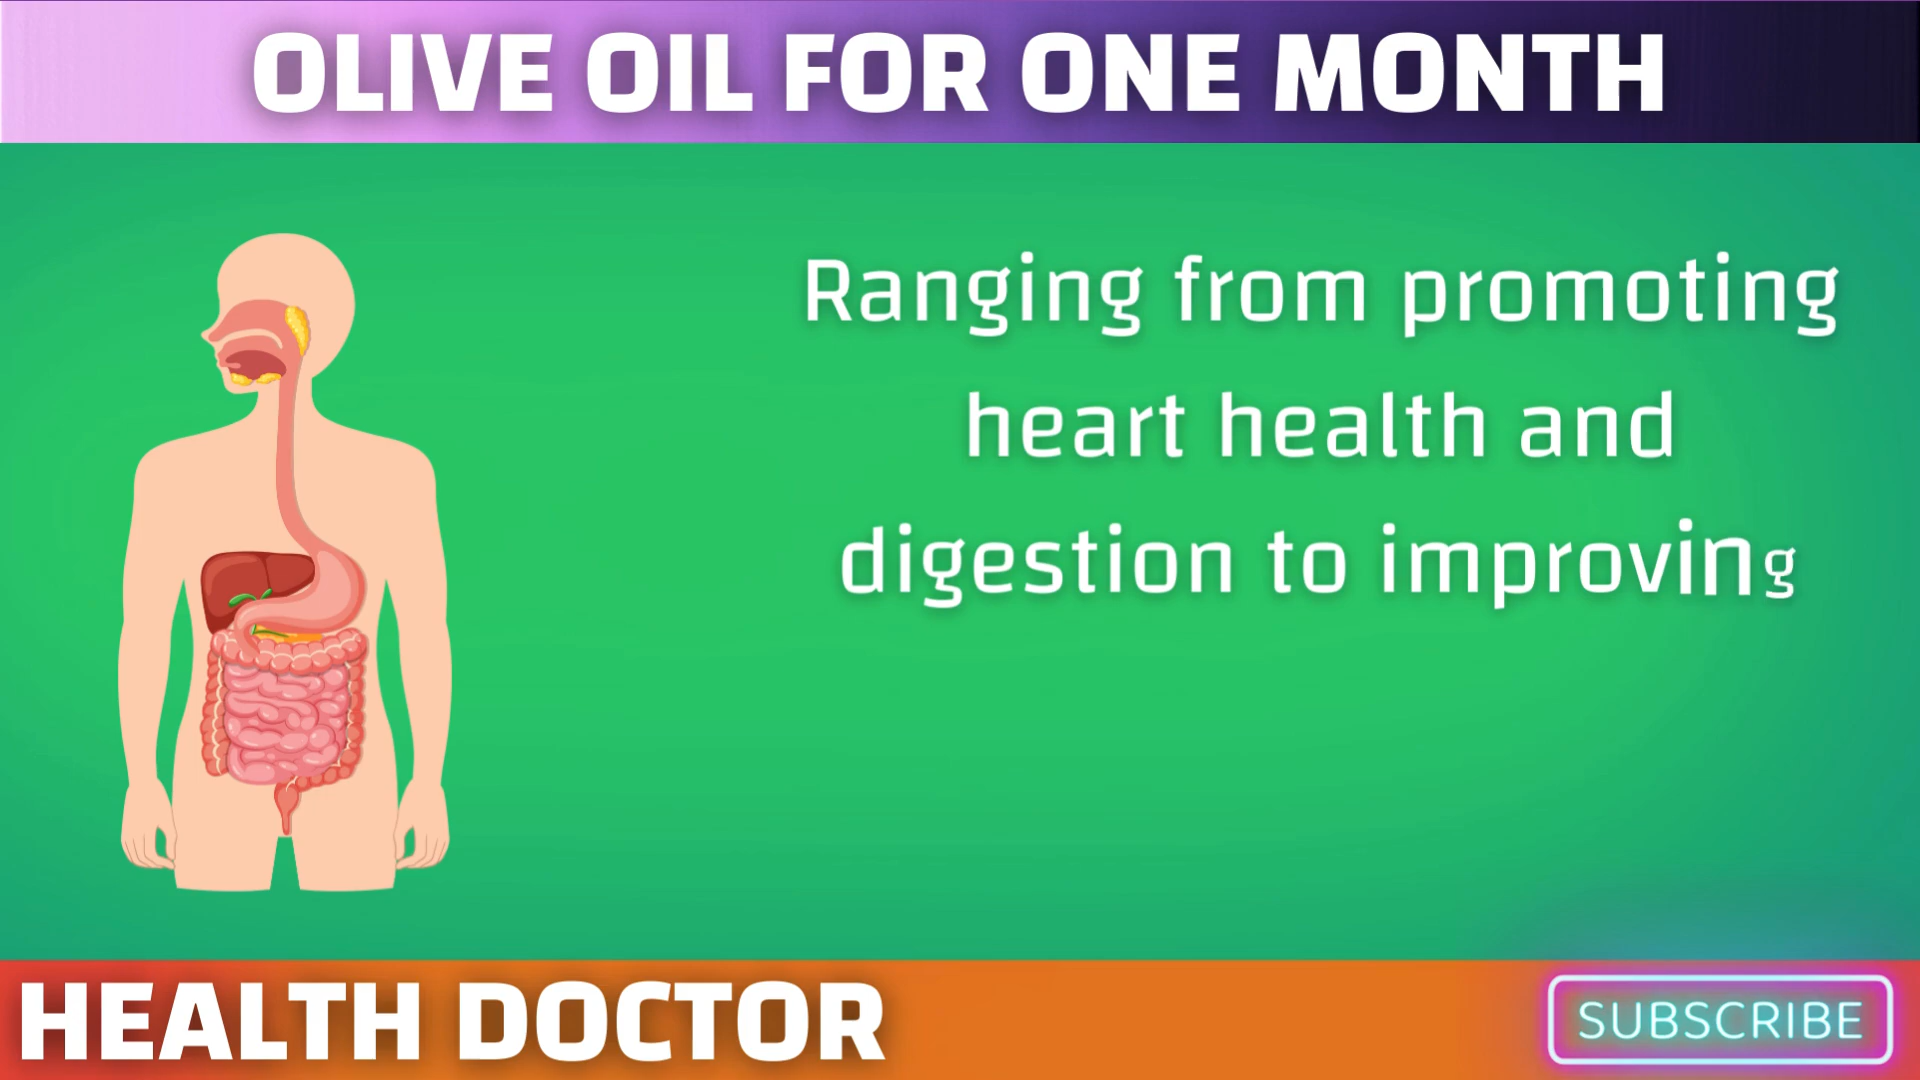 OLIVE OIL FOR ONE MONTH
Ranging from promoting
heart health and
digestion to improving
HEALTH DOCTOR
SUBSCRIBE